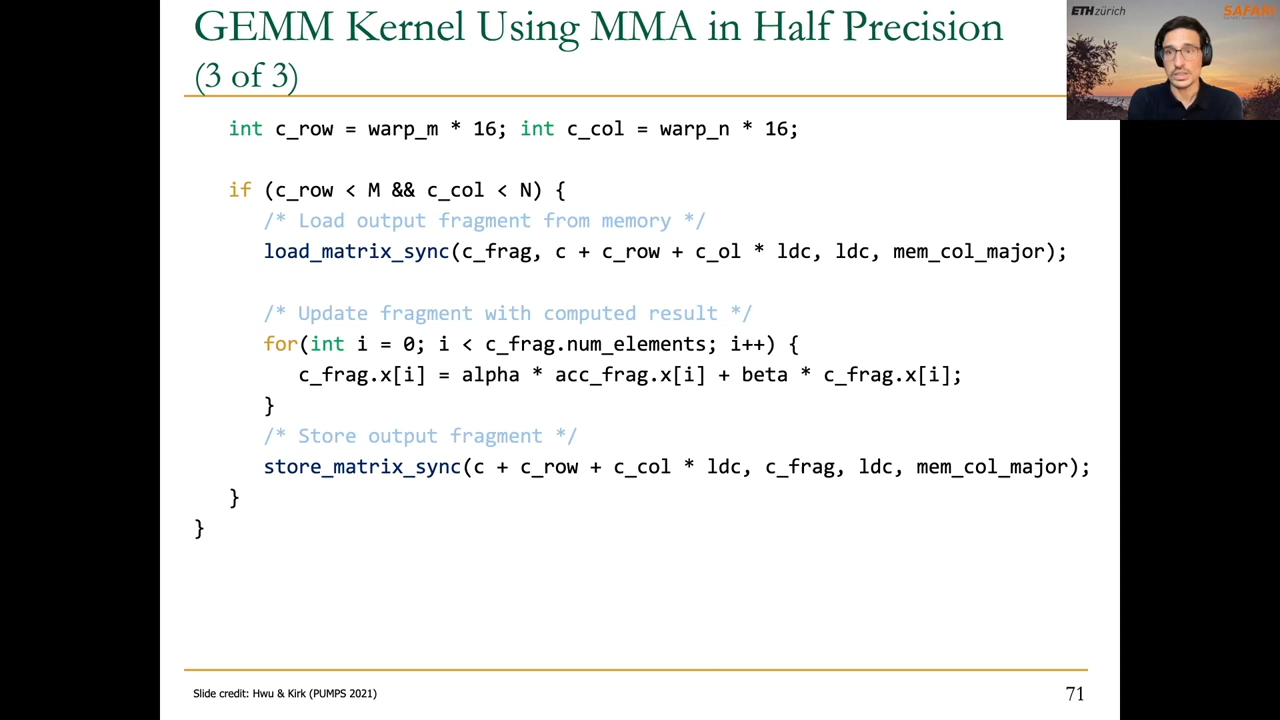 GEMM Kernel Using MMA in Half Precision
(3 of 3)
ETH zürich
SAFARI
int c_row = warp_m * 16; int c_col = warp_n * 16;
if (c_row < M && c_col < N) {
/* Load output fragment from memory */
load_matrix_sync(c_frag, c + c_row + c_ol * ldc, ldc, mem_col_major);
/* Update fragment with computed result */
for(int i = 0; i < c_frag.num_elements; i++) {
c_frag.x[i] = alpha * acc_frag.x[i] + beta * c_frag.x[i];
}
/* Store output fragment */
store_matrix_sync(c + c_row + c_col * ldc, c_frag, ldc, mem_col_major);
}
}
Slide credit: Hwu & Kirk (PUMPS 2021)
71